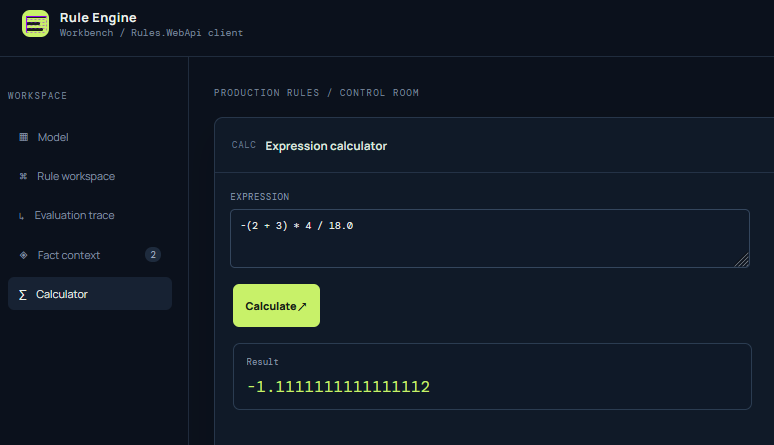 Rule Engine
Workbench / Rules.WebApi client
WORKSPACE
Model
Rule workspace
Evaluation trace
Fact context 2
Calculator
PRODUCTION RULES / CONTROL ROOM
CALC Expression calculator
EXPRESSION
-(2 + 3) * 4 / 18.0
Calculate↗
Result
-1.1111111111111112